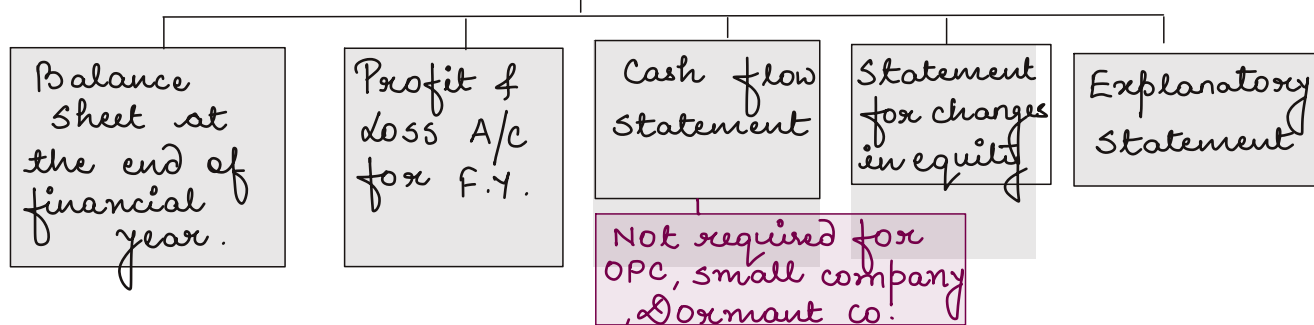 Balance
sheet at
the end of
financial
year.
Profit &
Loss A/c
for F.Y.
Cash flow
statement
Statement
for changes
in equity
Explanatory
Statement
Not required for
OPC, small company
, Dormant co.